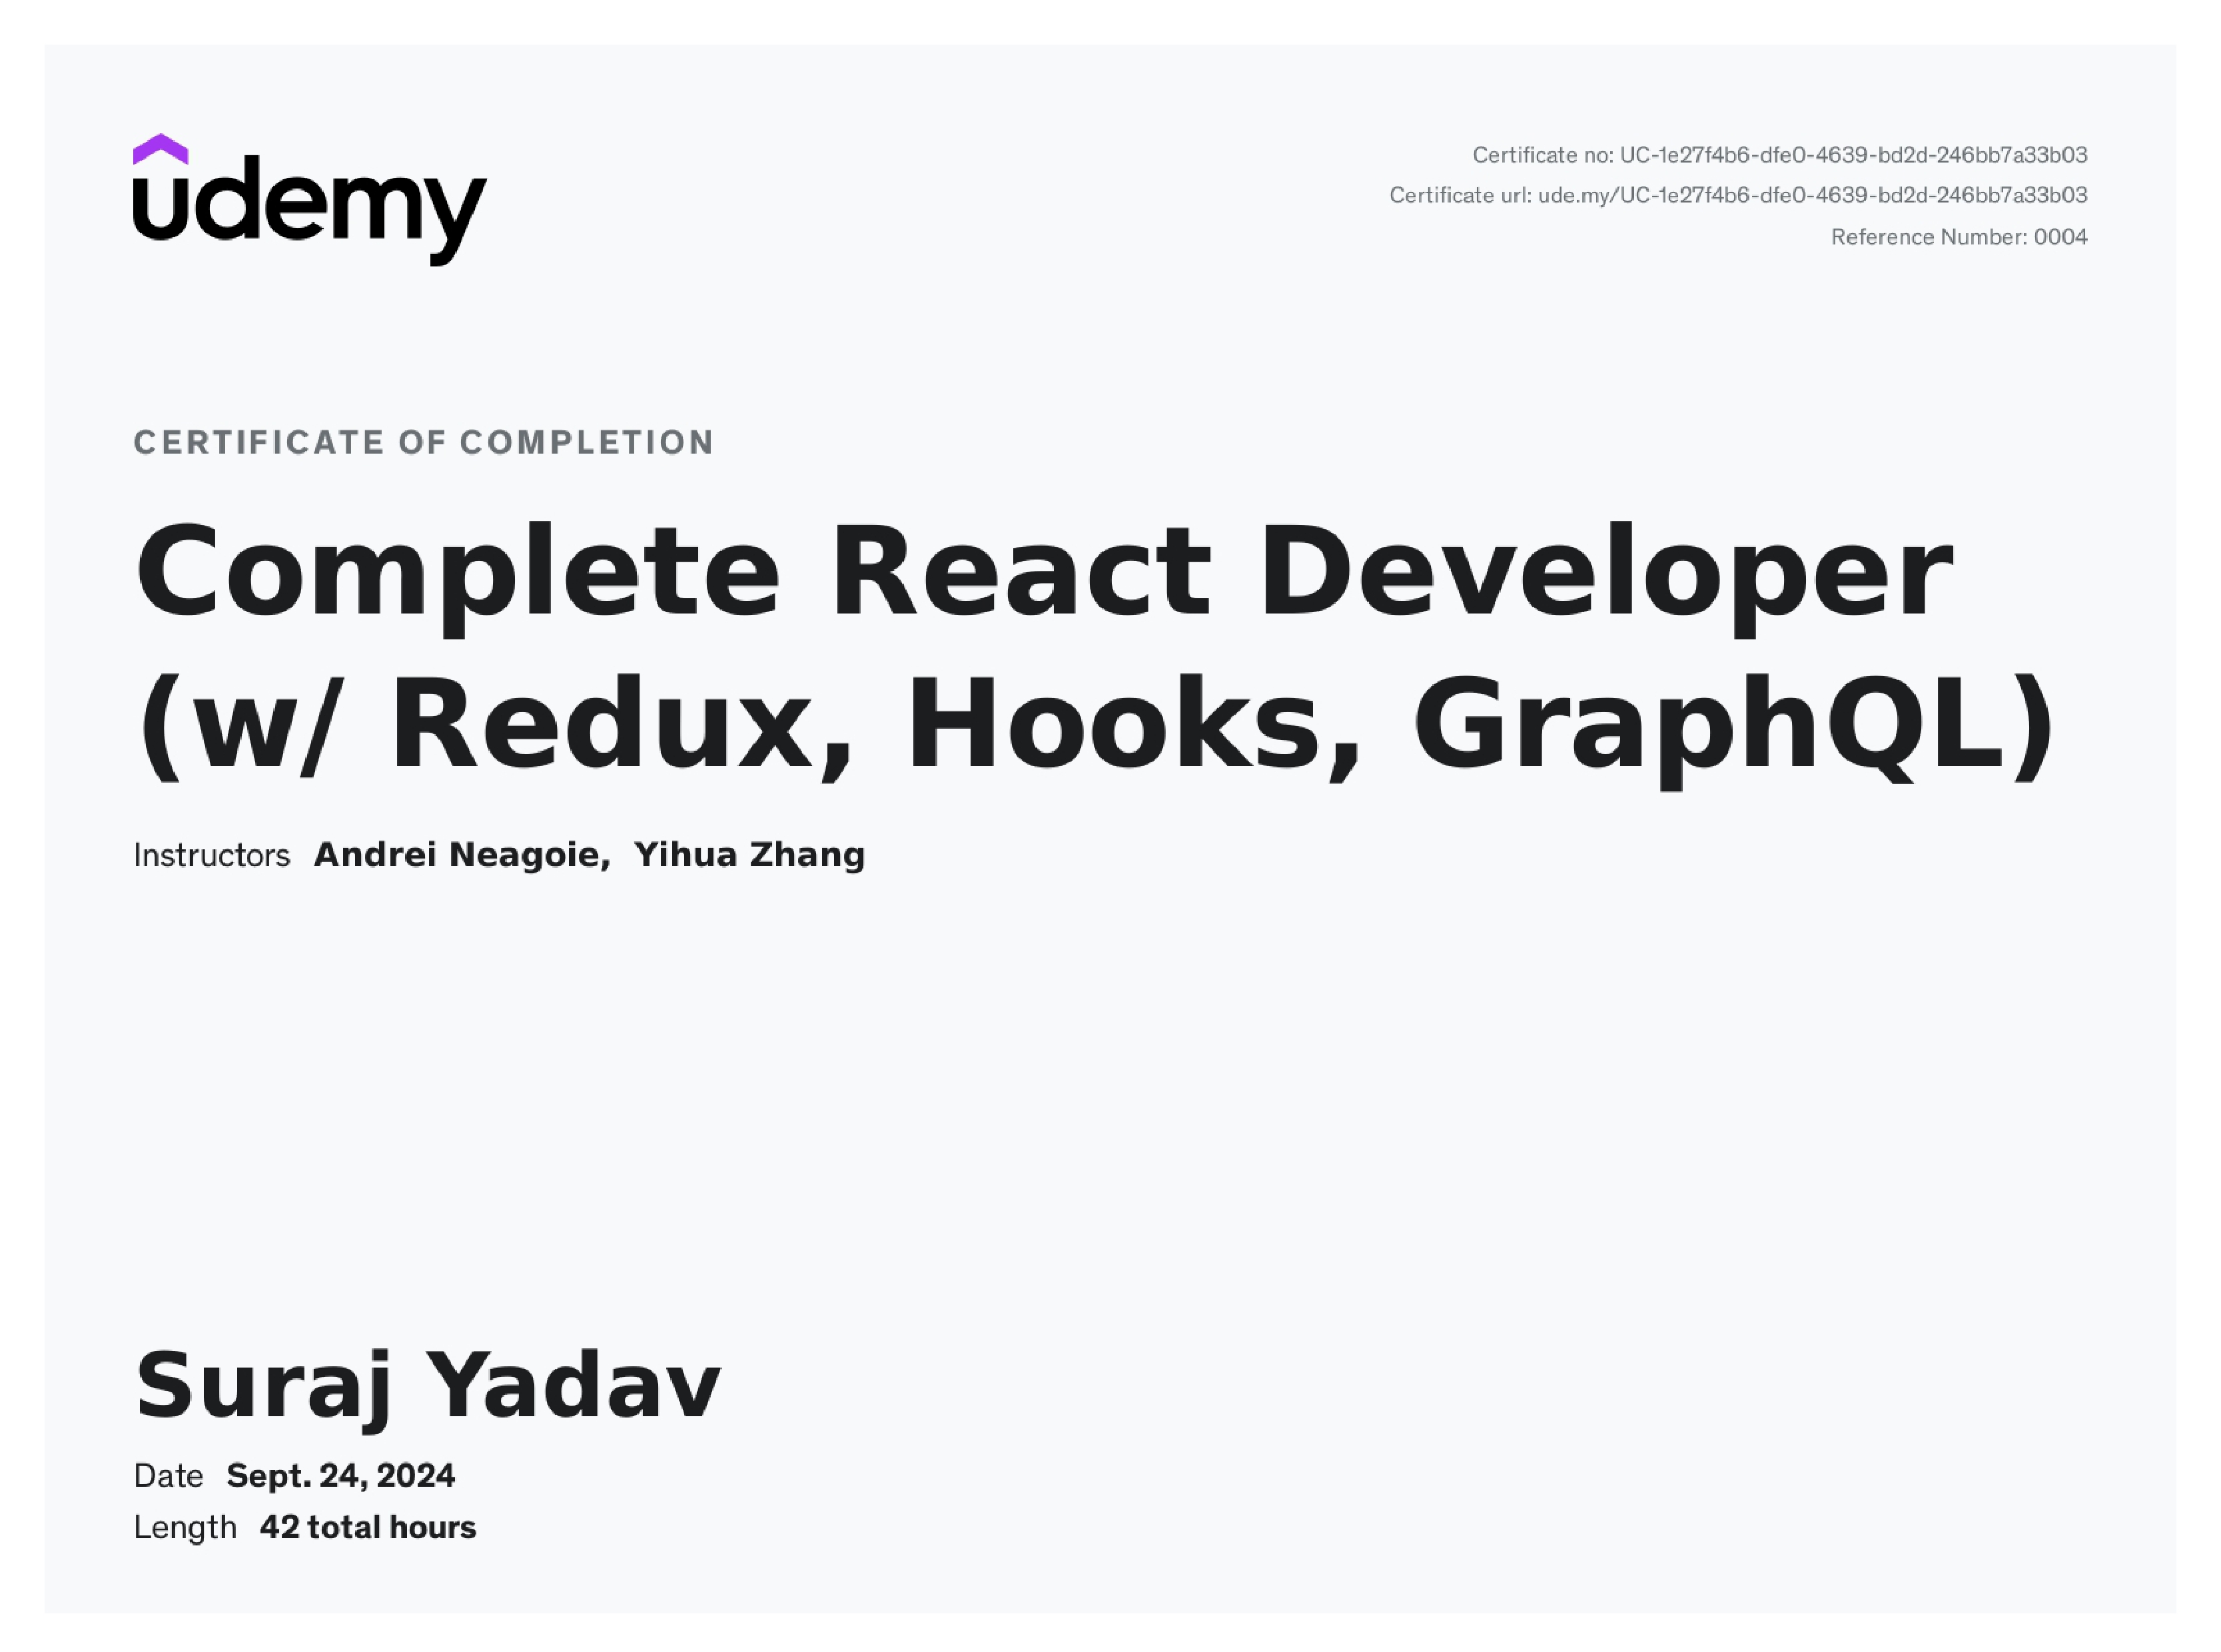 udemy
Certificate no: UC-1e27f4b6-dfe0-4639-bd2d-246bb7a33b03
Certificate url: ude.my/UC-1e27f4b6-dfe0-4639-bd2d-246bb7a33b03
Reference Number: 0004
CERTIFICATE OF COMPLETION
Complete React Developer
(w/ Redux, Hooks, GraphQL)
Instructors Andrei Neagoie, Yihua Zhang
Suraj Yadav
Date Sept. 24, 2024
Length 42 total hours